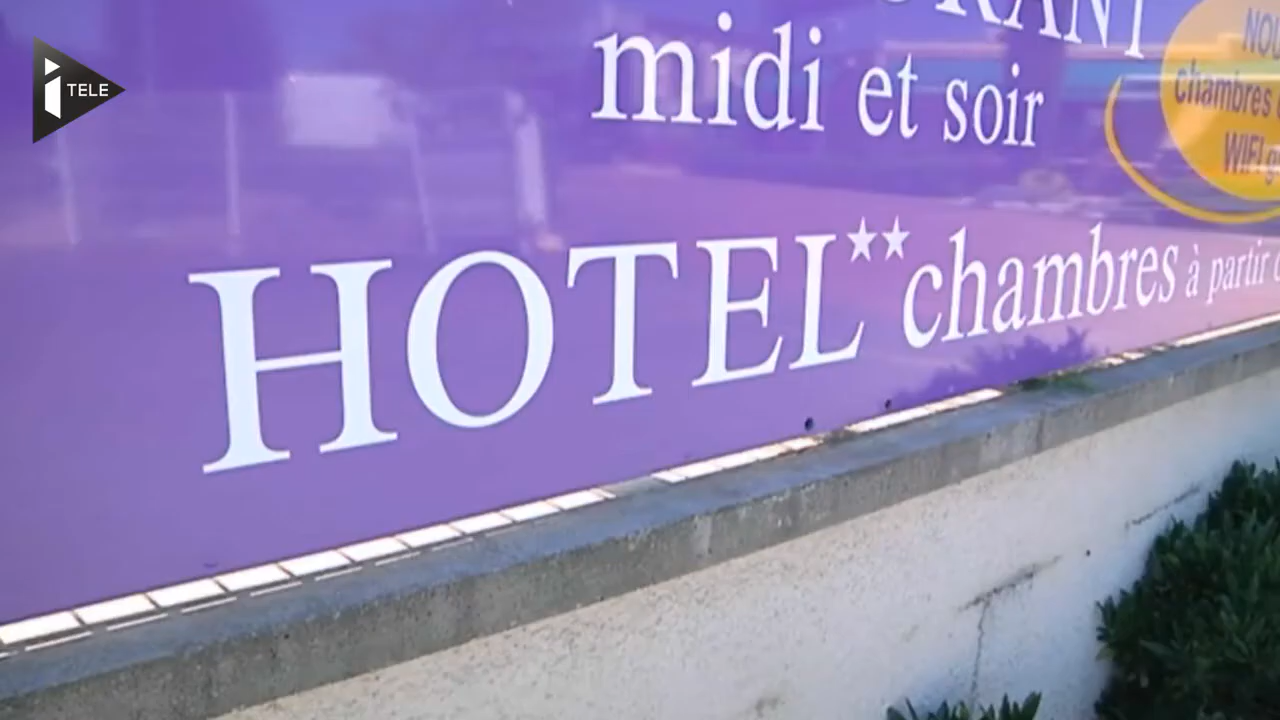 i TELE
midi et soir
chambres
WIFI
HOTEL** chambres à partir